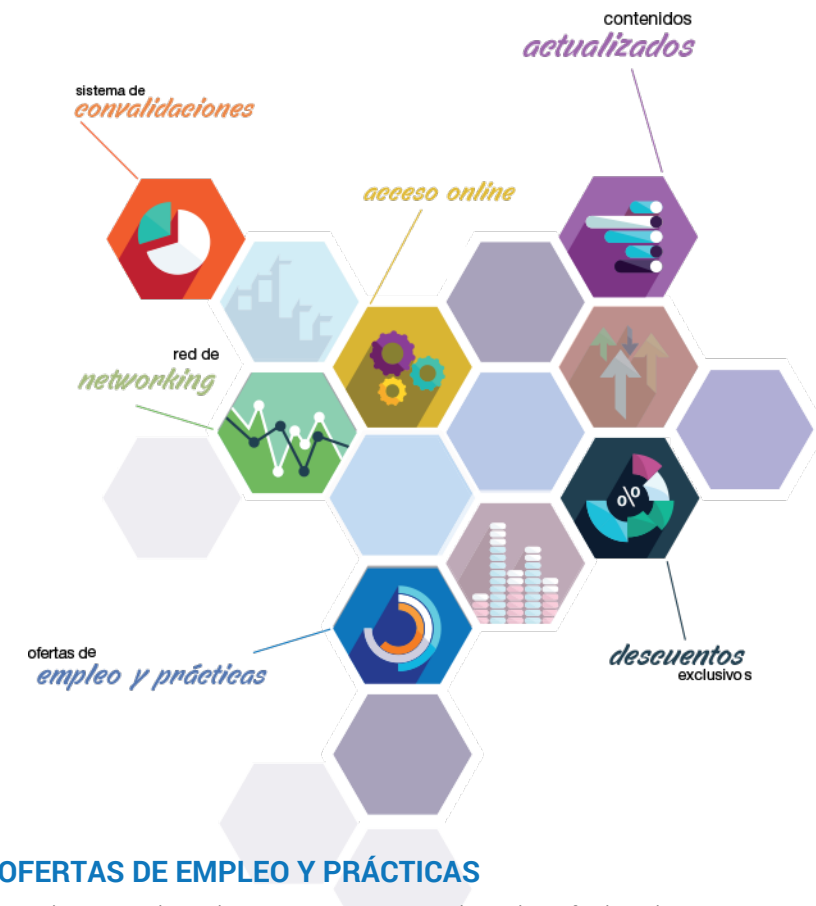 contenidos
actualizados
sistema de
convalidaciones
acceso online
red de
networking
%
ofertas de
empleo y prácticas
descuentos
exclusivos
OFERTAS DE EMPLEO Y PRÁCTICAS